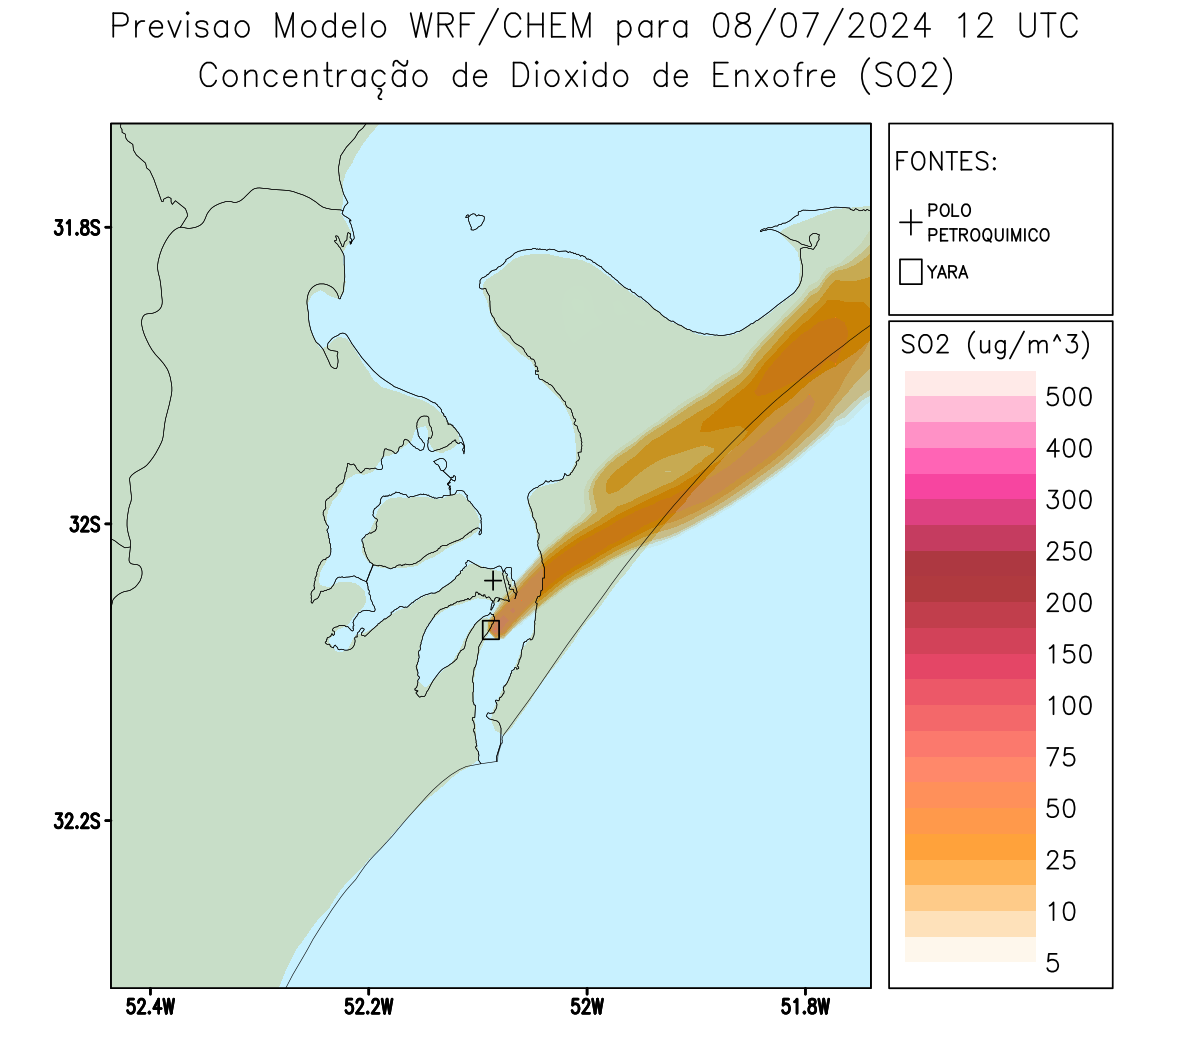 Previsao Modelo WRF/CHEM para 08/07/2024 12 UTC
Concentração de Dioxido de Enxofre (SO2)
FONTES:
POLO
PETROQUIMICO
YARA
31.8S
32S
32.2S
52.4W
52.2W
52W
51.8W
SO2 (ug/m^3)
500
400
300
250
200
150
100
75
50
25
10
5